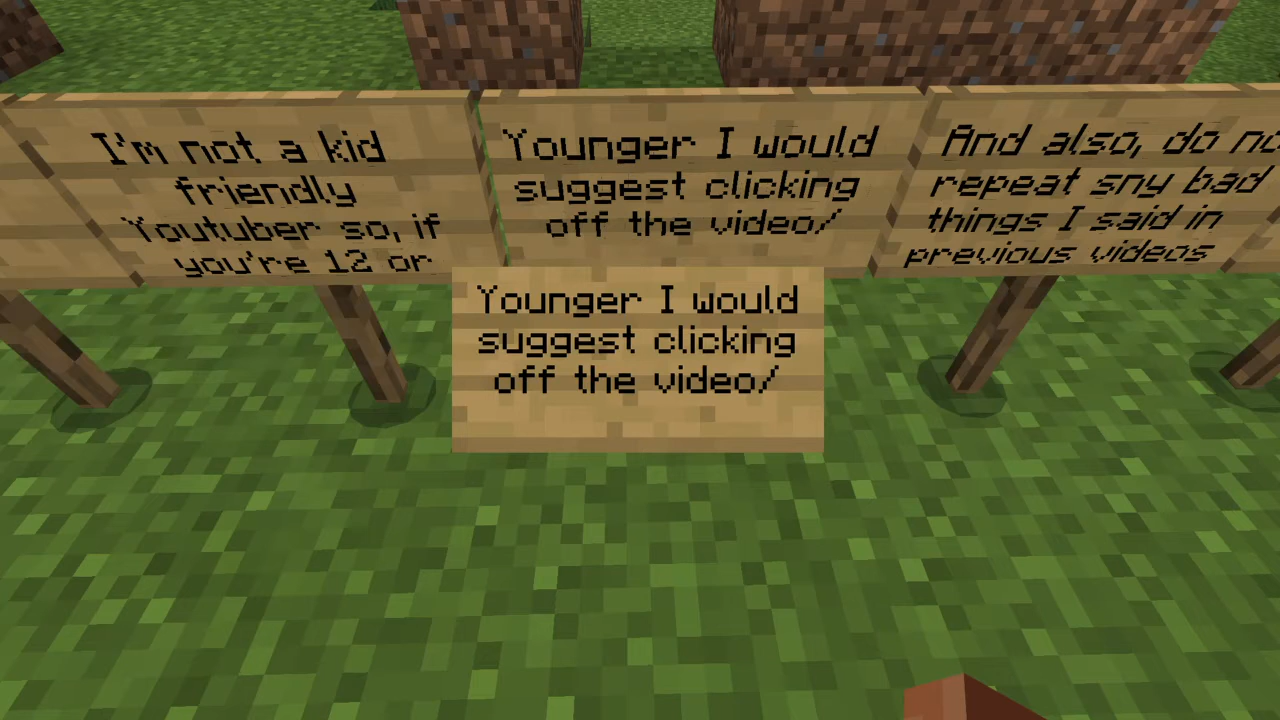 I'm not a kid
friendly
Youtuber so, if
you're 12 or
Younger I would
suggest clicking
off the video/
And also, do no
repeat sny bad
things I said in
previous videos
Younger I would
suggest clicking
off the video/